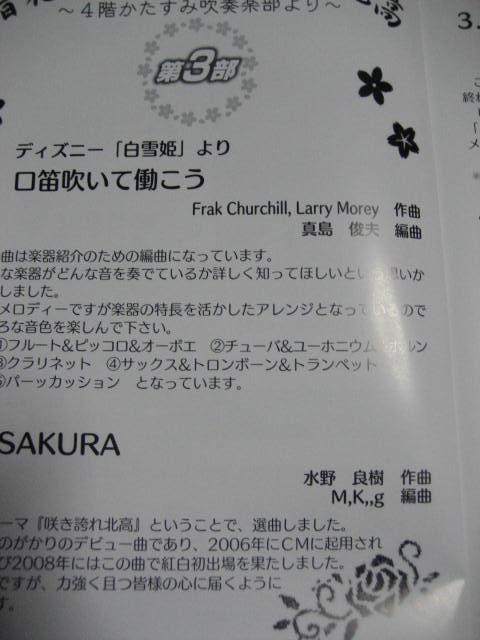 ～4階かたすみ吹奏楽部より～
高
第3部
3.
終
ディズニー「白雪姫」より
口笛吹いて働こう
Frak Churchill, Larry Morey 作曲
真島 俊夫 編曲
曲は楽器紹介のための編曲になっています。
な楽器がどんな音を奏でているか詳しく知ってほしいという思いか
しました。
メロディーですが楽器の特長を活かしたアレンジとなっているので
ろな音色を楽しんで下さい。
①フルート&ピッコロ&オーボエ ②チューバ&ユーホニウム・ホルン
③クラリネット ④サックス&トロンボーン&トランペット
⑤パーッカッション となっています。
SAKURA
水野 良樹 作曲
M,K,,g 編曲
ーマ『咲き誇れ北高』ということで、選曲しました。
のがかりのデビュー曲であり、2006年にCMに起用され
び2008年にはこの曲で紅白初出場を果たしました。
ですが、力強く且つ皆様の心に届くように
す。